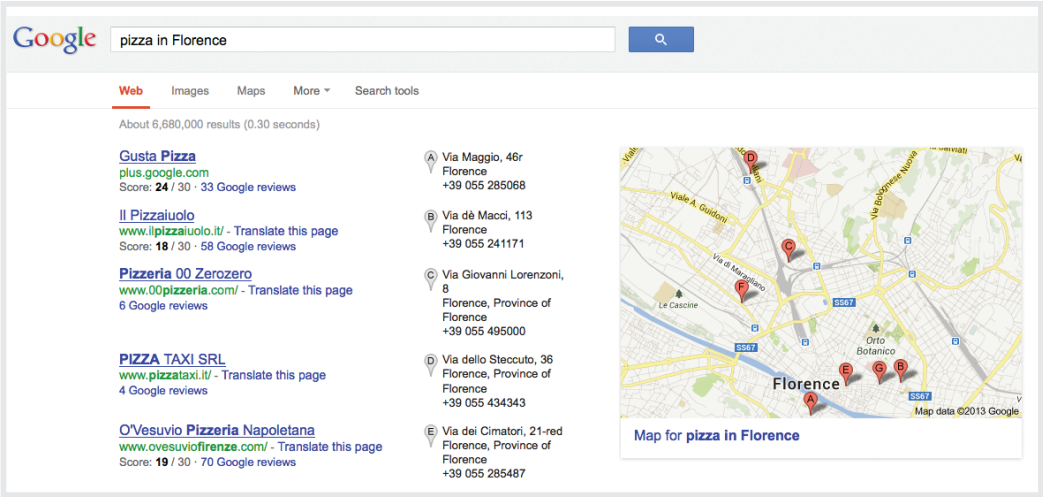 Google
pizza in Florence
Web Images Maps More Search tools
About 6,680,000 results (0.30 seconds)
Gusta Pizza
plus.google.com
Score: 24 / 30 · 33 Google reviews
A Via Maggio, 46r
Florence
+39 055 285068
Il Pizzaiuolo
www.ilpizzaiuolo.it/ - Translate this page
Score: 18 / 30 · 58 Google reviews
B Via dè Macci, 113
Florence
+39 055 241171
Pizzeria 00 Zerozero
www.00pizzeria.com/ - Translate this page
6 Google reviews
C Via Giovanni Lorenzoni,
8
Florence, Province of
Florence
+39 055 495000
PIZZA TAXI SRL
www.pizzataxi.it/ - Translate this page
4 Google reviews
D Via dello Steccuto, 36
Florence, Province of
Florence
+39 055 434343
O'Vesuvio Pizzeria Napoletana
www.ovesuviofirenze.com/ - Translate this page
Score: 19 / 30 · 70 Google reviews
E Via dei Cimatori, 21-red
Florence, Province of
Florence
+39 055 285487
D
Viale A. Guidoni
Via Bolognese Nuova
C
Via di Maragliano
F
Le Cascine
SS67
Orto
Botanico
SS67
E
G
B
Florence
A
SS67
Map data ©2013 Google
Map for pizza in Florence